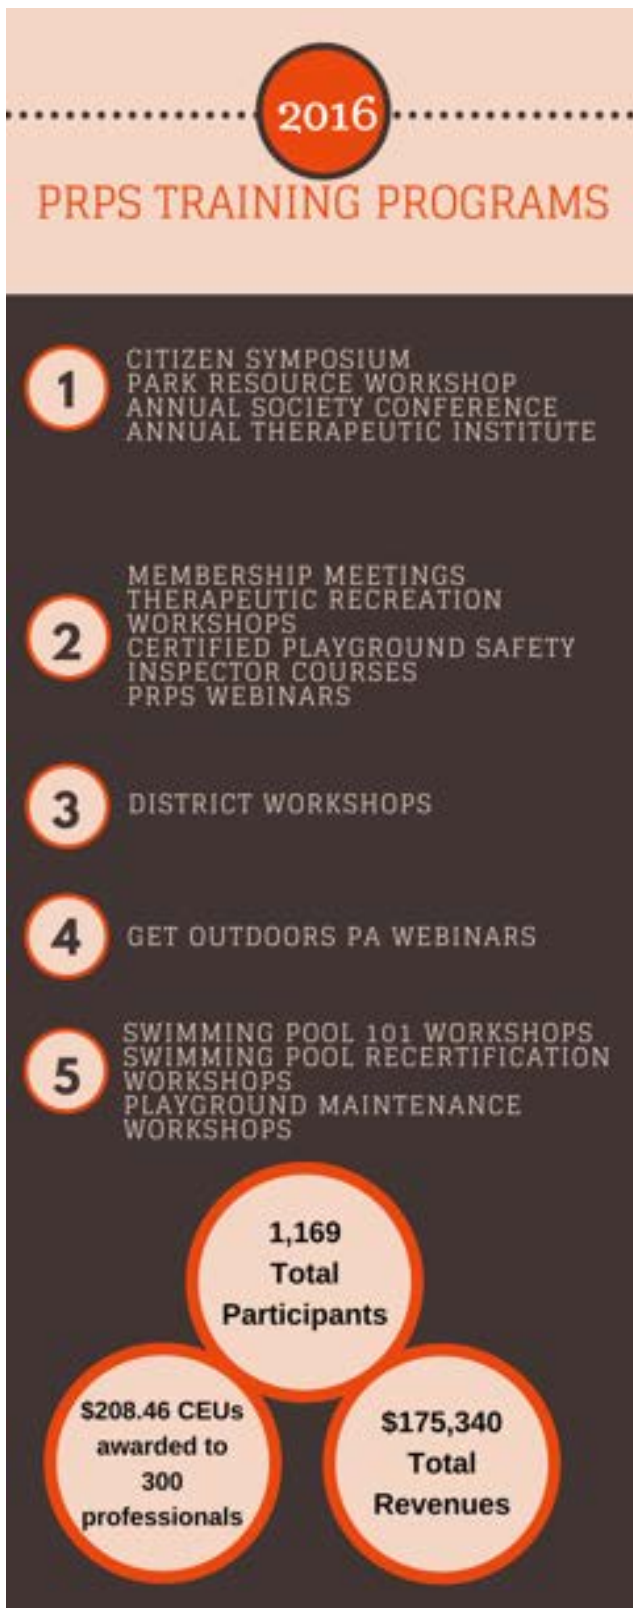 2016
PRPS TRAINING PROGRAMS
1
CITIZEN SYMPOSIUM
PARK RESOURCE WORKSHOP
ANNUAL SOCIETY CONFERENCE
ANNUAL THERAPEUTIC INSTITUTE
2
MEMBERSHIP MEETINGS
THERAPEUTIC RECREATION
WORKSHOPS
CERTIFIED PLAYGROUND SAFETY
INSPECTOR COURSES
PRPS WEBINARS
3
DISTRICT WORKSHOPS
4
GET OUTDOORS PA WEBINARS
5
SWIMMING POOL 101 WORKSHOPS
SWIMMING POOL RECERTIFICATION
WORKSHOPS
PLAYGROUND MAINTENANCE
WORKSHOPS
1,169
Total
Participants
$208.46 CEUs
awarded to
300
professionals
$175,340
Total
Revenues